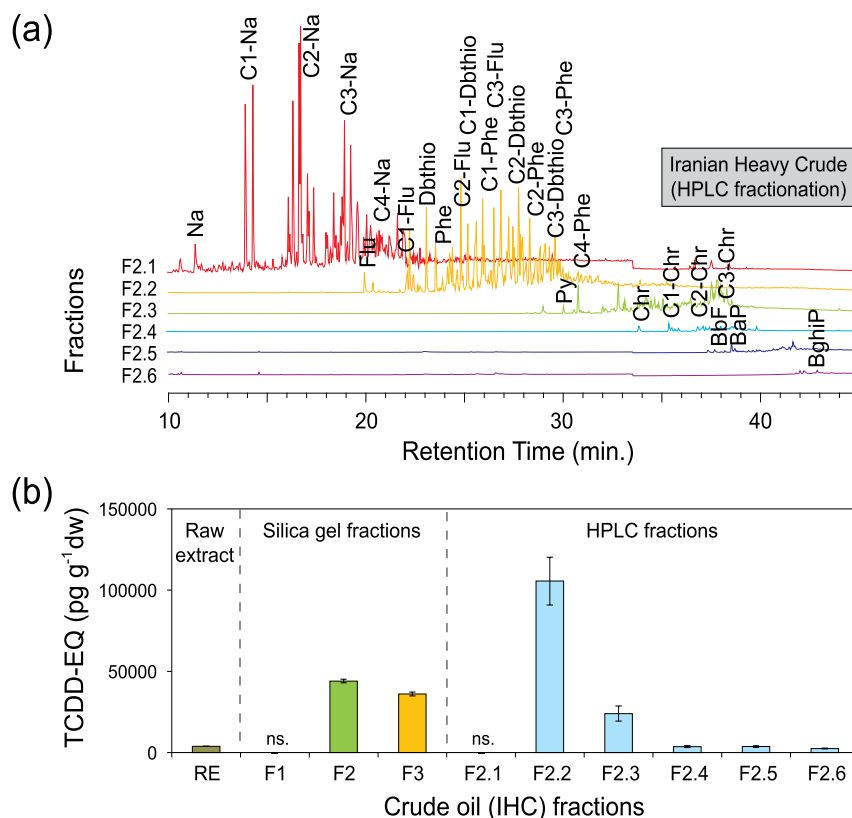 (a)
Na
C1-Na
C2-Na
C3-Na
C4-Na
Flu
C1-Flu
Dbthio
Phe
C2-Flu
C1-Dbthio
C1-Phe
C3-Flu
C2-Dbthio
C2-Phe
C3-Dbthio
C3-Phe
C4-Phe
Py
Chr
C1-Chr
C2-Chr
C3-Chr
BbF
BaP
BghiP
Iranian Heavy Crude
(HPLC fractionation)
Fractions
F2.1
F2.2
F2.3
F2.4
F2.5
F2.6
10 20 30 40
Retention Time (min.)
(b)
TCDD-EQ (pg g⁻¹ dw)
150000
100000
50000
0
Raw
extract
Silica gel fractions
HPLC fractions
ns.
ns.
RE F1 F2 F3 F2.1 F2.2 F2.3 F2.4 F2.5 F2.6
Crude oil (IHC) fractions